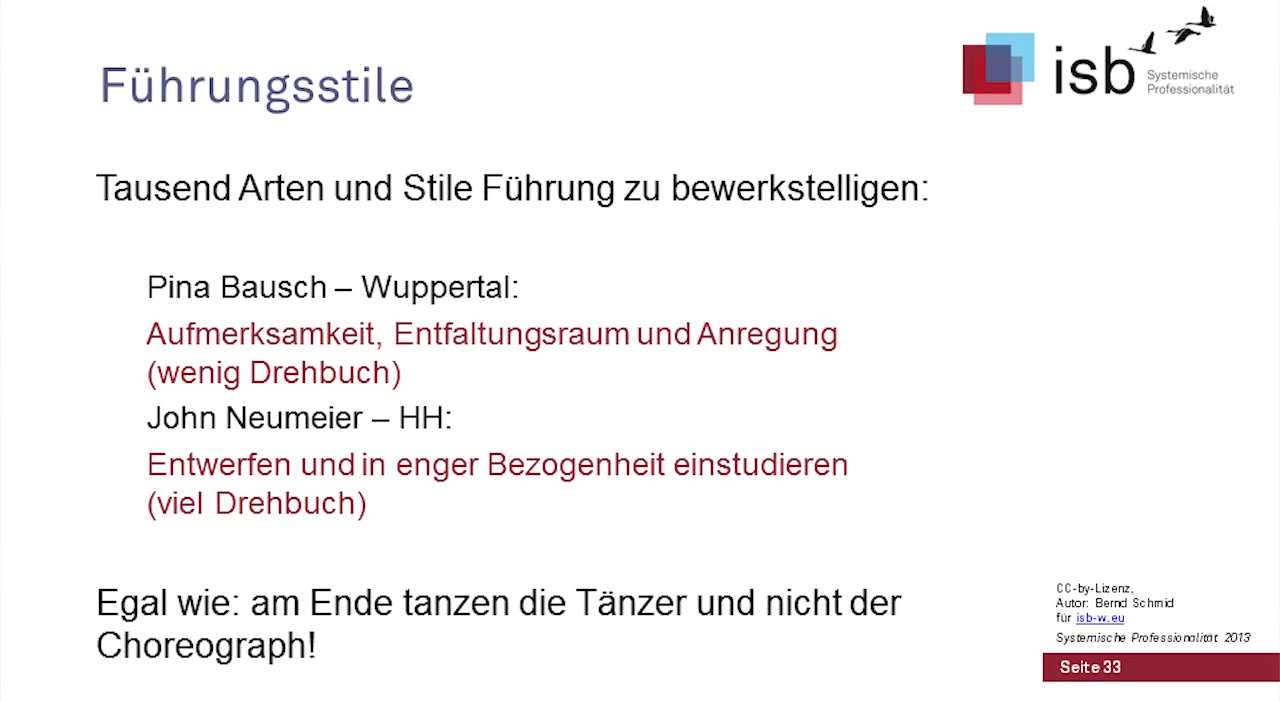 Führungsstile
isb
Systemische
Professionalität
Tausend Arten und Stile Führung zu bewerkstelligen:
Pina Bausch – Wuppertal:
Aufmerksamkeit, Entfaltungsraum und Anregung
(wenig Drehbuch)
John Neumeier – HH:
Entwerfen und in enger Bezogenheit einstudieren
(viel Drehbuch)
Egal wie: am Ende tanzen die Tänzer und nicht der
Choreograph!
CC-by-Lizenz,
Autor: Bernd Schmid
für isb-w.eu
Systemische Professionalität 2013
Seite 33